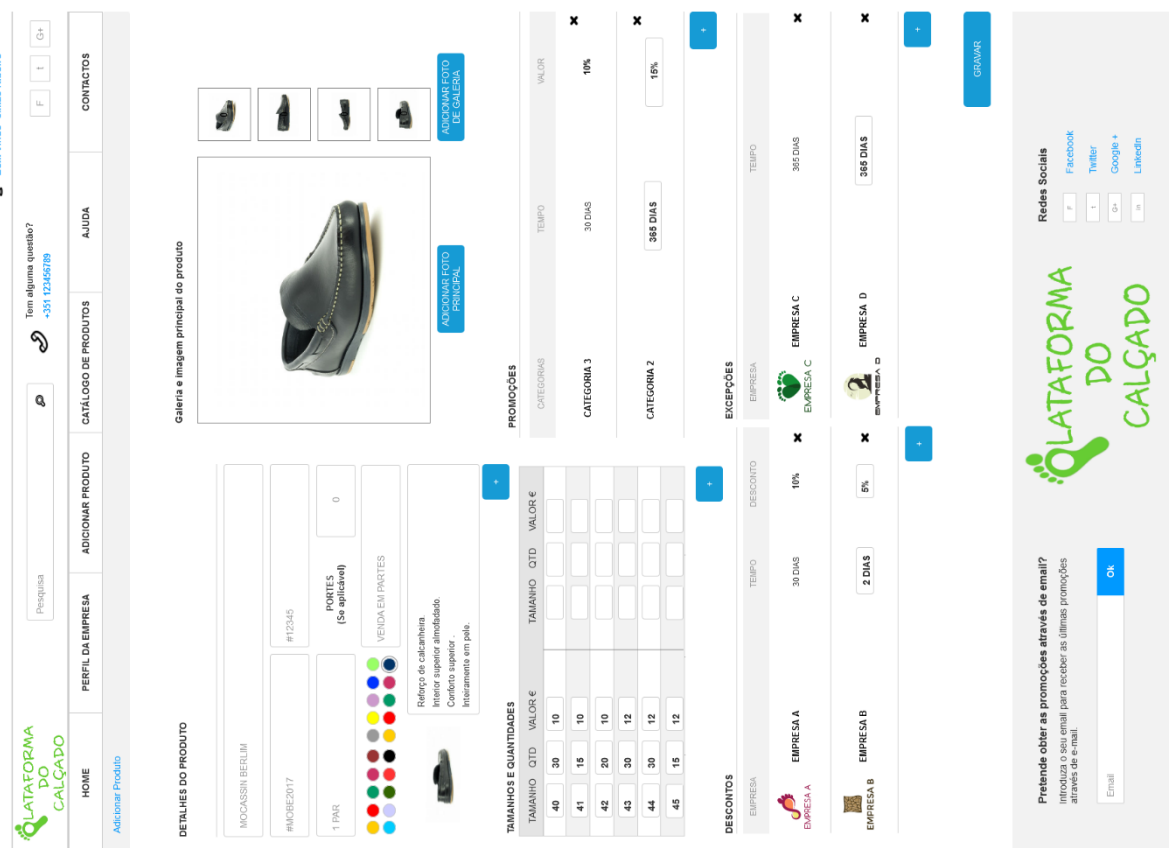 LATAFORMA
DO
CALÇADO
Pesquisa
Tem alguma questão?
+351 123456789
F
t
G+
HOME
PERFIL DA EMPRESA
ADICIONAR PRODUTO
CATÁLOGO DE PRODUTOS
AJUDA
CONTACTOS
Adicionar Produto
DETALHES DO PRODUTO
MOCASSIN BERLIM
#MOBE2017
#12345
1 PAR
PORTES
(Se aplicável)
0
VENDA EM PARTES
Reforço de calcanheira.
Interior superior almofadado.
Conforto superior .
Inteiramente em pele.
+
Galeria e imagem principal do produto
ADICIONAR FOTO
PRINCIPAL
ADICIONAR FOTO
DE GALERIA
TAMANHOS E QUANTIDADES
TAMANHO QTD VALOR € TAMANHO QTD VALOR €
40 30 10
41 15 10
42 20 10
43 30 12
44 30 12
45 15 12
+
PROMOÇÕES
CATEGORIAS TEMPO VALOR
CATEGORIA 3 30 DIAS 10%
CATEGORIA 2 365 DIAS 15%
+
DESCONTOS
EMPRESA TEMPO DESCONTO
EMPRESA A EMPRESA A 30 DIAS 10%
EMPRESA B EMPRESA B 2 DIAS 5%
+
EXCEPÇÕES
EMPRESA TEMPO
EMPRESA C EMPRESA C 365 DIAS
EMPRESA D EMPRESA D 365 DIAS
+
GRAVAR
Pretende obter as promoções através de email?
Introduza o seu email para receber as últimas promoções
através de e-mail.
Email
Ok
LATAFORMA
DO
CALÇADO
Redes Sociais
F Facebook
t Twitter
G+ Google +
in LinkedIn